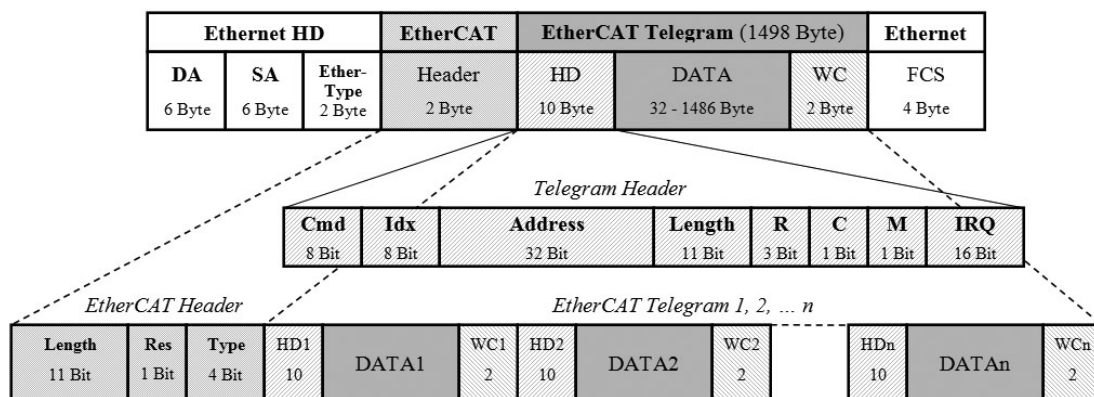 Ethernet HD EtherCAT EtherCAT Telegram (1498 Byte) Ethernet
DA SA Ether-Type Header HD DATA WC FCS
6 Byte 6 Byte 2 Byte 2 Byte 10 Byte 32 - 1486 Byte 2 Byte 4 Byte
Telegram Header
Cmd Idx Address Length R C M IRQ
8 Bit 8 Bit 32 Bit 11 Bit 3 Bit 1 Bit 1 Bit 16 Bit
EtherCAT Header EtherCAT Telegram 1, 2, ... n
Length Res Type HD1 DATA1 WC1 HD2 DATA2 WC2 HDn DATAn WCn
11 Bit 1 Bit 4 Bit 10 2 10 2 10 2